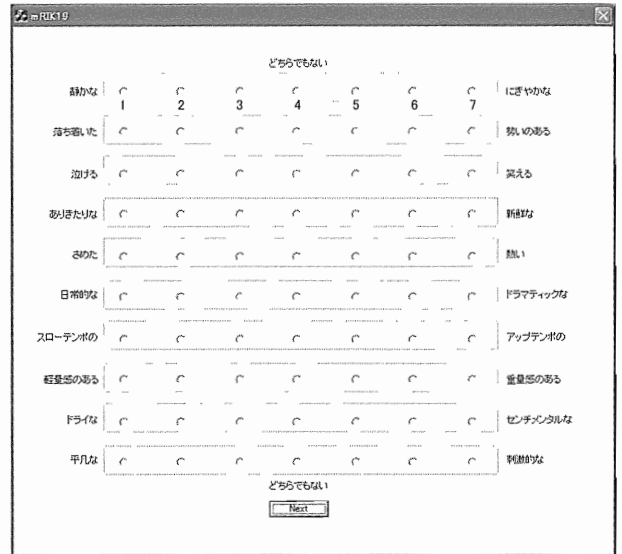 mRIK19
どちらでもない
静かな にぎやかな
1 2 3 4 5 6 7
落ち着いた 勢いのある
泣ける 笑える
ありきたりな 新鮮な
さめた 熱い
日常的な ドラマティックな
スローテンポの アップテンポの
軽量感のある 重量感のある
ドライな センチメンタルな
平凡な 刺激的な
どちらでもない
Next